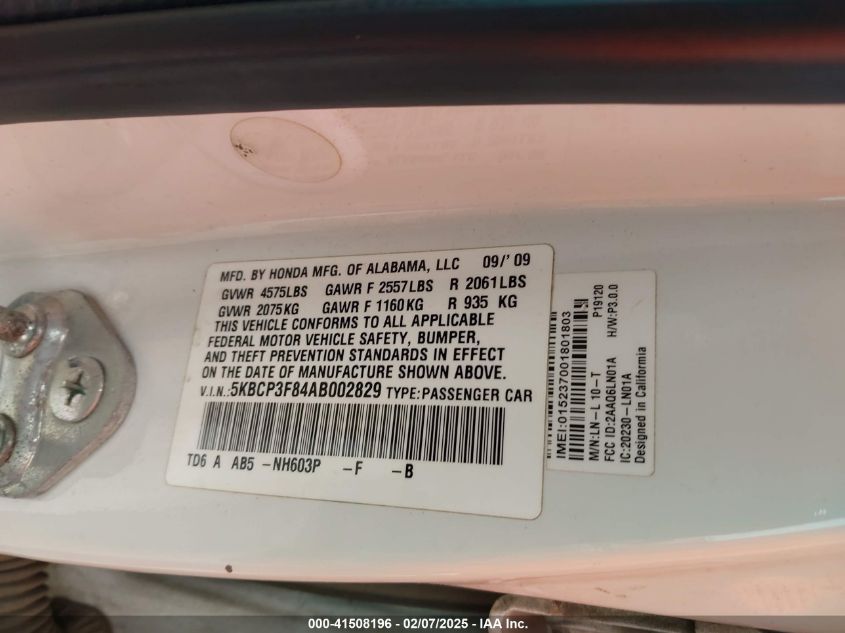 MFD. BY HONDA MFG. OF ALABAMA, LLC 09/'09
GVWR 4575LBS GAWR F 2557LBS R 2061LBS
GVWR 2075KG GAWR F 1160KG R 935 KG
THIS VEHICLE CONFORMS TO ALL APPLICABLE
FEDERAL MOTOR VEHICLE SAFETY, BUMPER,
AND THEFT PREVENTION STANDARDS IN EFFECT
ON THE DATE OF MANUFACTURE SHOWN ABOVE.
V.I.N.:5KBCP3F84AB002829 TYPE:PASSENGER CAR
TD6 A AB5 -NH603P -F -B
IMEI:015237001801803
M/N:LN-L 10-T P19120
FCC ID:2AA06LN01A H/W:P3.0.0
IC:20230-LN01A
Designed in California
000-41508196 - 02/07/2025 - IAA Inc.